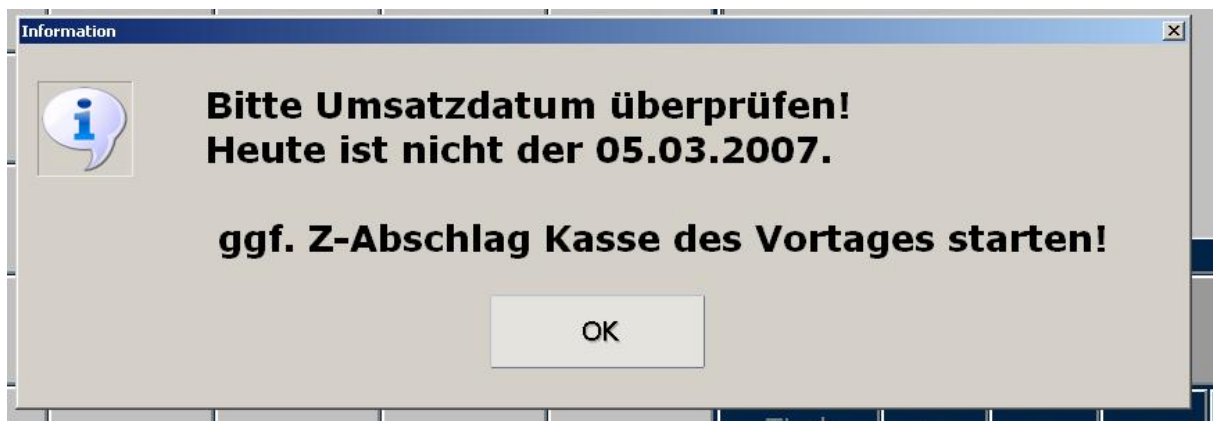 Information
Bitte Umsatzdatum überprüfen!
Heute ist nicht der 05.03.2007.
ggf. Z-Abschlag Kasse des Vortages starten!
OK